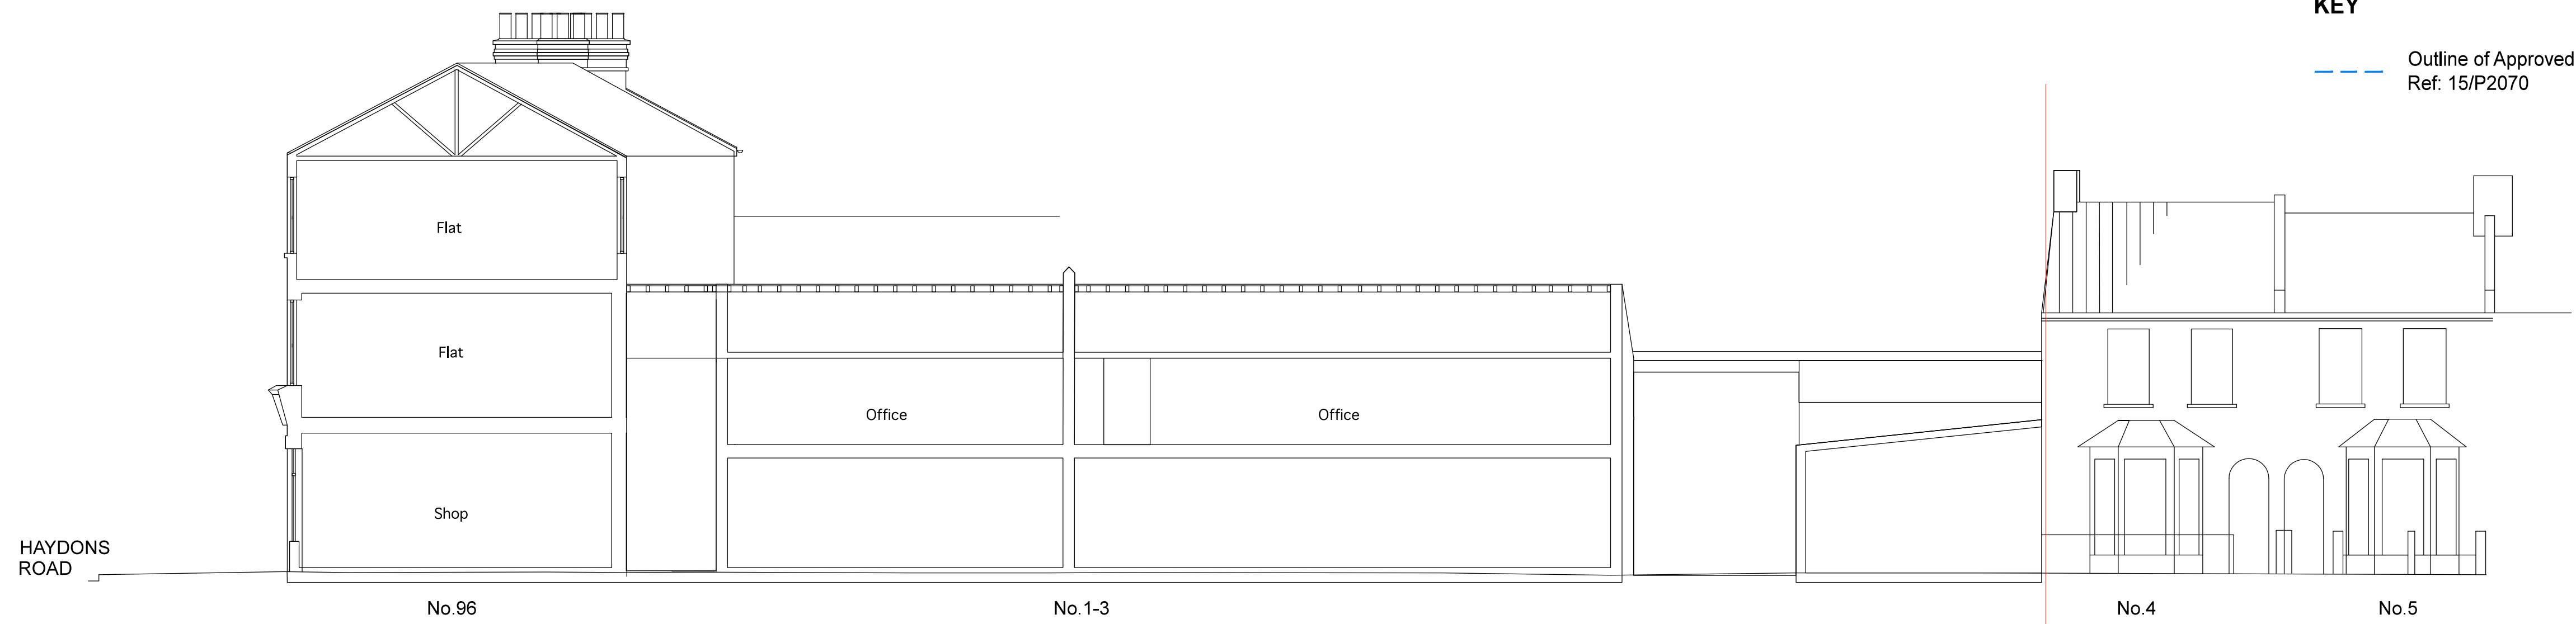 KEY
Outline of Approved
Ref: 15/P2070
Flat
Flat
Office
Office
Shop
HAYDONS
ROAD
No.96
No.1-3
No.4
No.5